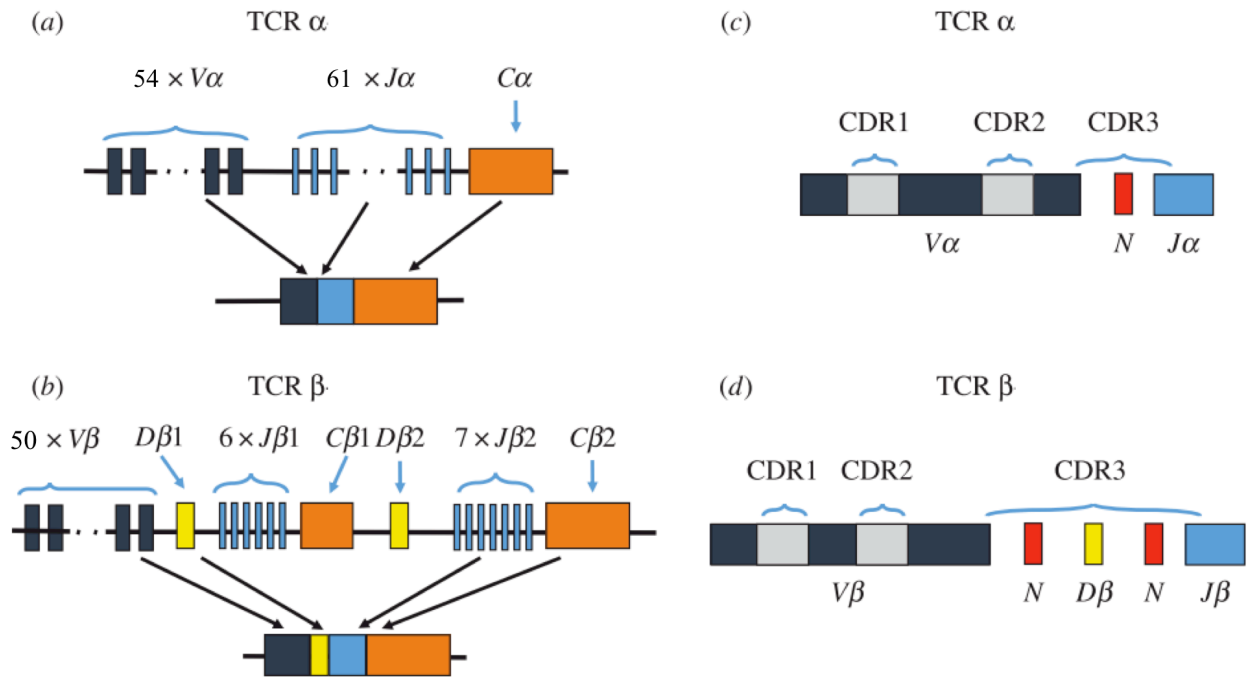 (a) TCR α
54 × Vα 61 × Jα Cα
(b) TCR β
50 × Vβ Dβ1 6 × Jβ1 Cβ1 Dβ2 7 × Jβ2 Cβ2
(c) TCR α
CDR1 CDR2 CDR3
Vα N Jα
(d) TCR β
CDR1 CDR2 CDR3
Vβ N Dβ N Jβ